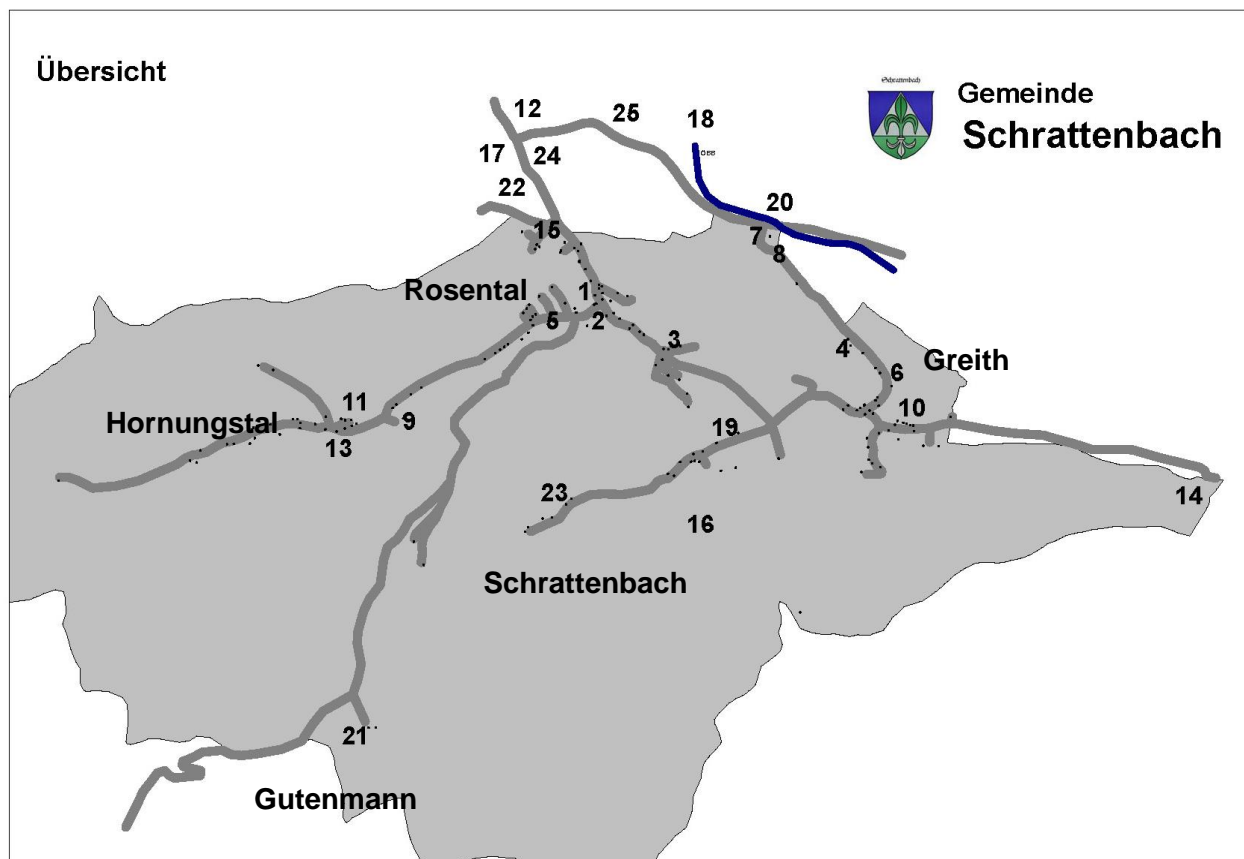 Übersicht
Schrattenbach
Gemeinde
Schrattenbach
12
25
18
17
24
22
20
15
7
8
Rosental
1
5
2
3
4
Greith
6
11
Hornungstal
13
9
10
19
14
23
16
Schrattenbach
21
Gutenmann